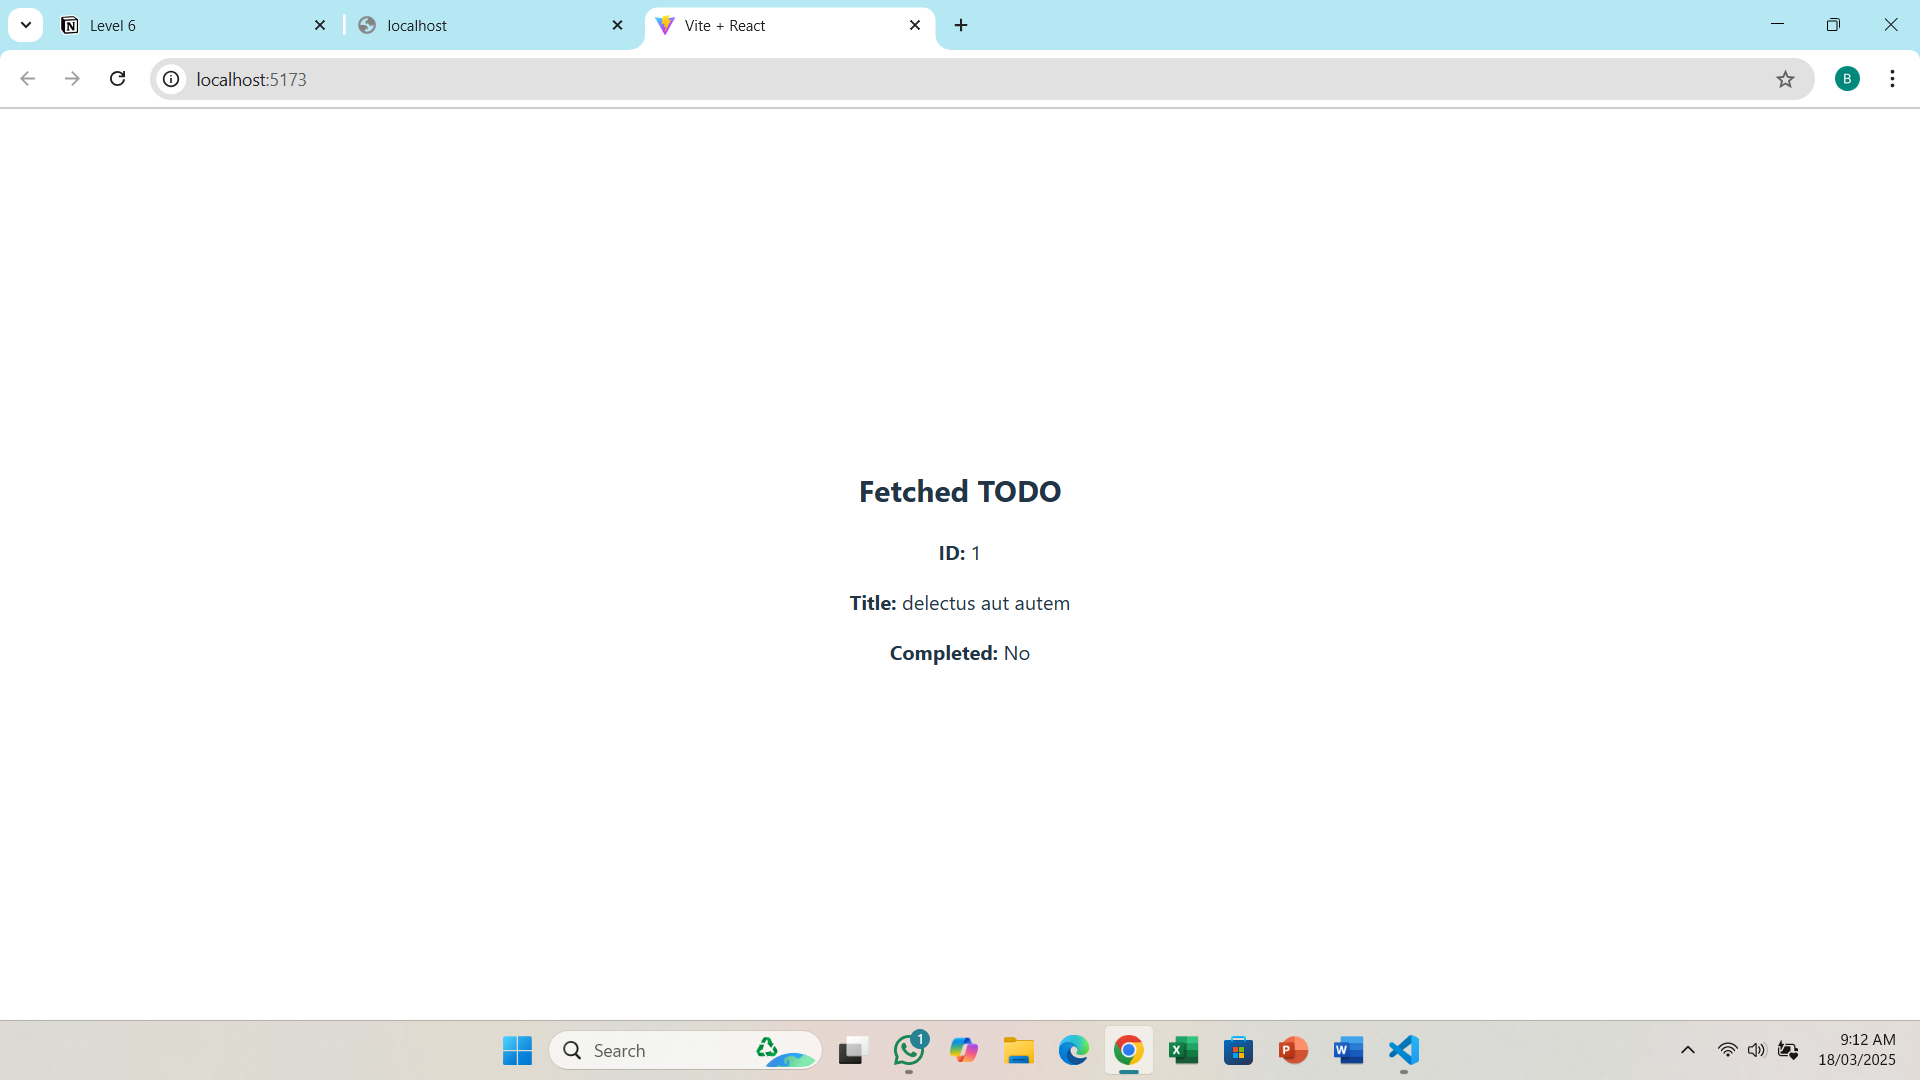 Level 6
localhost
Vite + React
localhost:5173
B
Fetched TODO
ID: 1
Title: delectus aut autem
Completed: No
Search
1
9:12 AM
18/03/2025